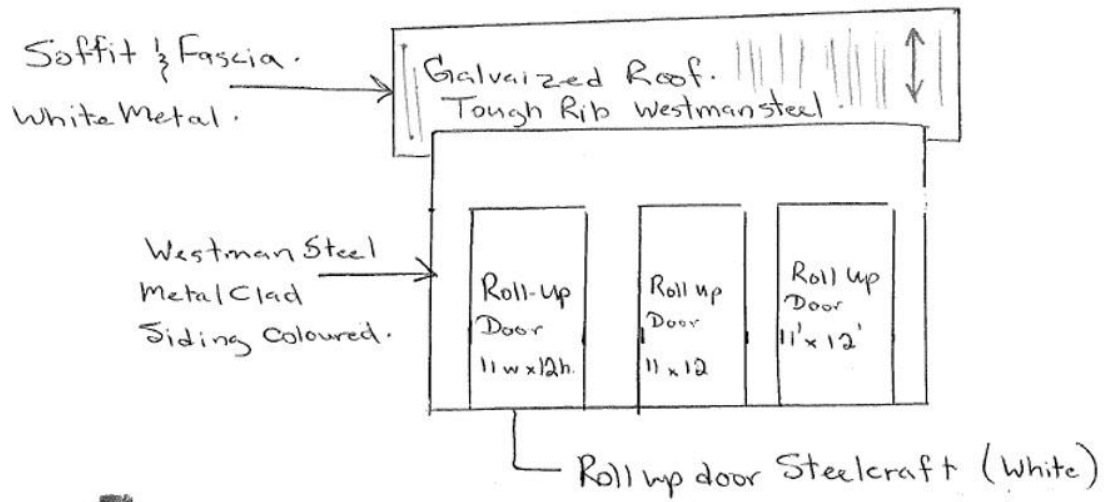 Soffit & Fascia.
White Metal.
Galvaized Roof.
Tough Rib Westmansteel.
Westman Steel
Metal Clad
Siding Coloured.
Roll-up
Door
11w x 12h.
Roll up
Door
11 x 12
Roll up
Door
11' x 12'
Roll up door Steelcraft (White)